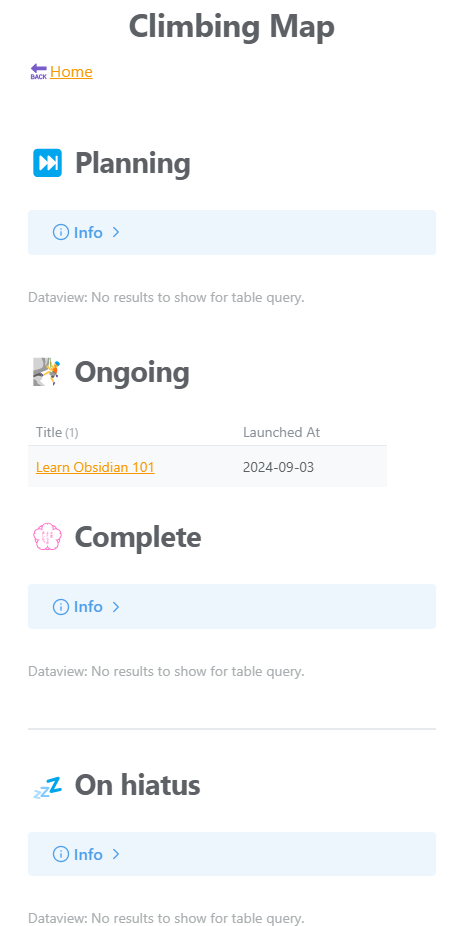 Climbing Map
BACK Home
Planning
Info
Dataview: No results to show for table query.
Ongoing
Title (1) Launched At
Learn Obsidian 101 2024-09-03
Complete
Info
Dataview: No results to show for table query.
zzZ On hiatus
Info
Dataview: No results to show for table query.